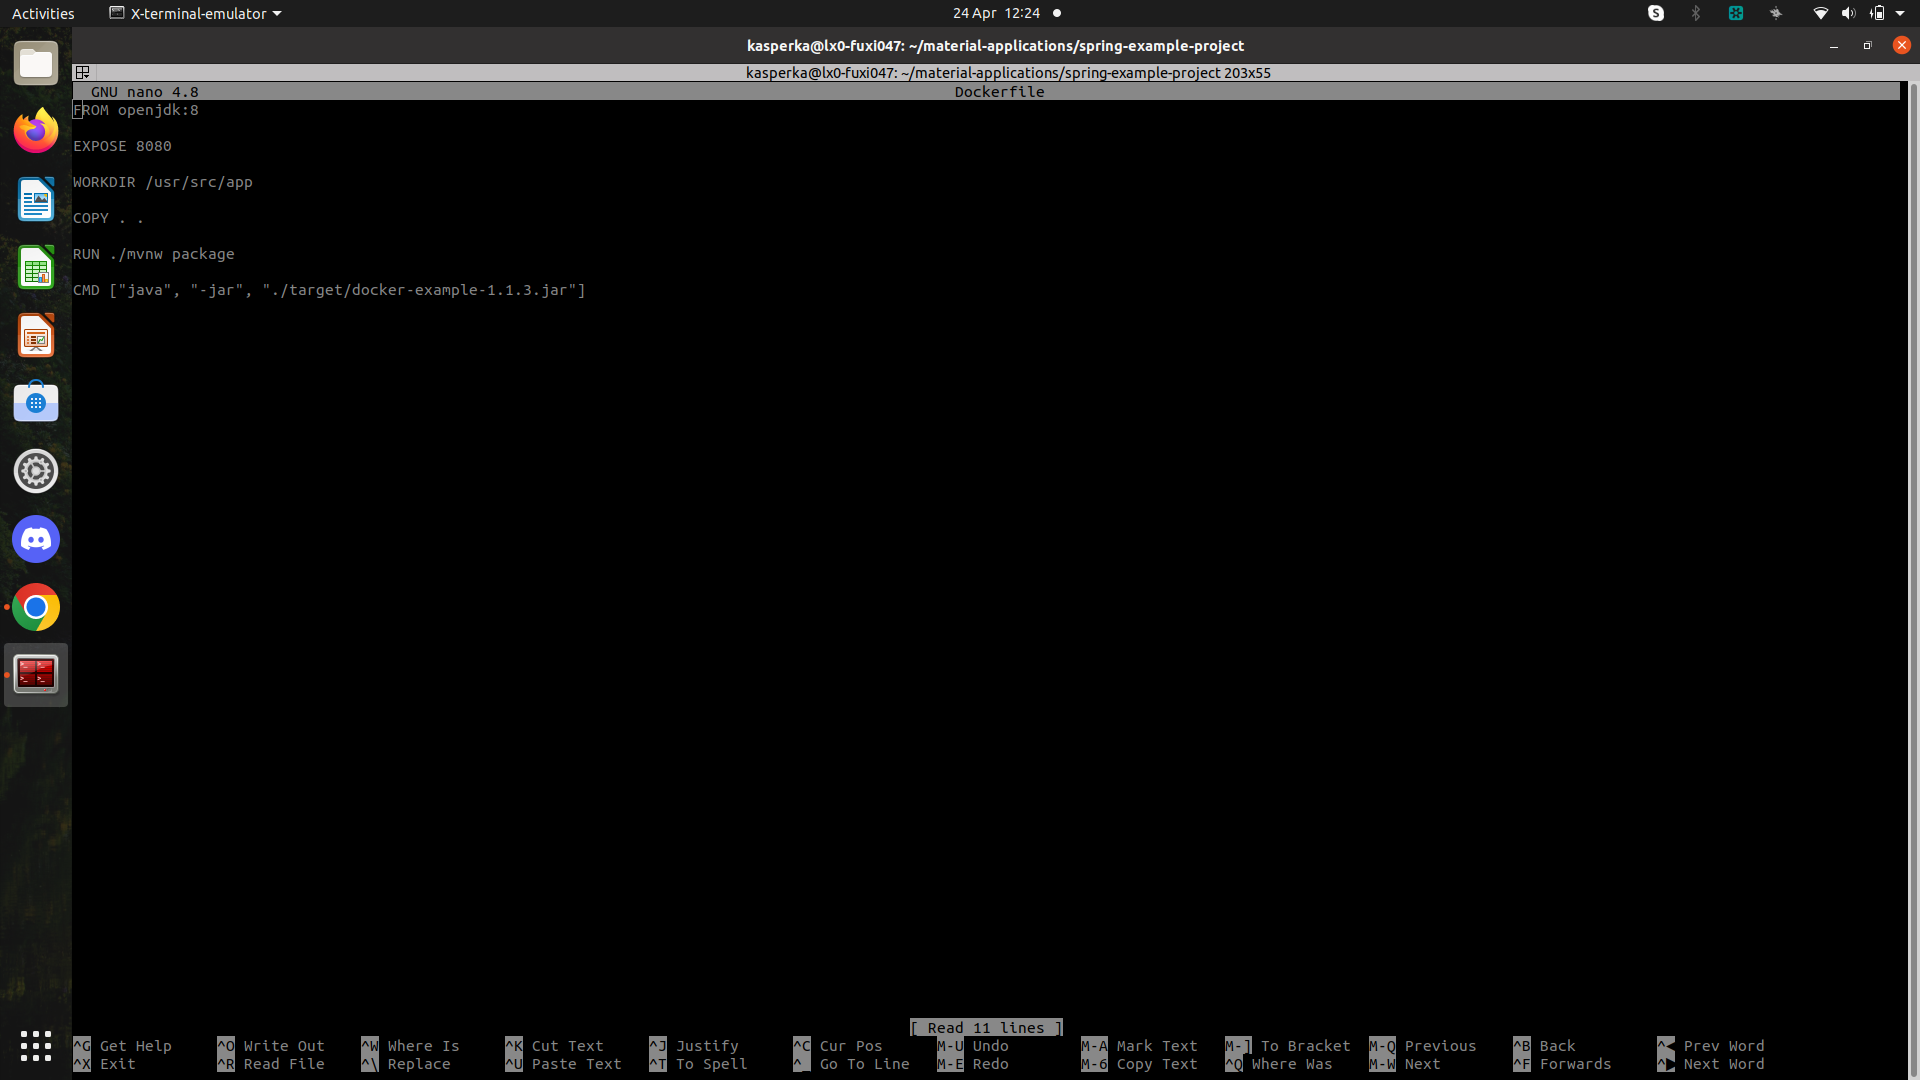 Activities X-terminal-emulator 24 Apr 12:24
kasperka@lx0-fuxi047: ~/material-applications/spring-example-project
kasperka@lx0-fuxi047: ~/material-applications/spring-example-project 203x55
GNU nano 4.8 Dockerfile
FROM openjdk:8
EXPOSE 8080
WORKDIR /usr/src/app
COPY . .
RUN ./mvnw package
CMD ["java", "-jar", "./target/docker-example-1.1.3.jar"]
[ Read 11 lines ]
^G Get Help ^O Write Out ^W Where Is ^K Cut Text ^J Justify ^C Cur Pos M-U Undo M-A Mark Text M-] To Bracket M-Q Previous ^B Back ^◀ Prev Word
^X Exit ^R Read File ^\ Replace ^U Paste Text ^T To Spell ^_ Go To Line M-E Redo M-6 Copy Text ^Q Where Was M-W Next ^F Forwards ^▶ Next Word